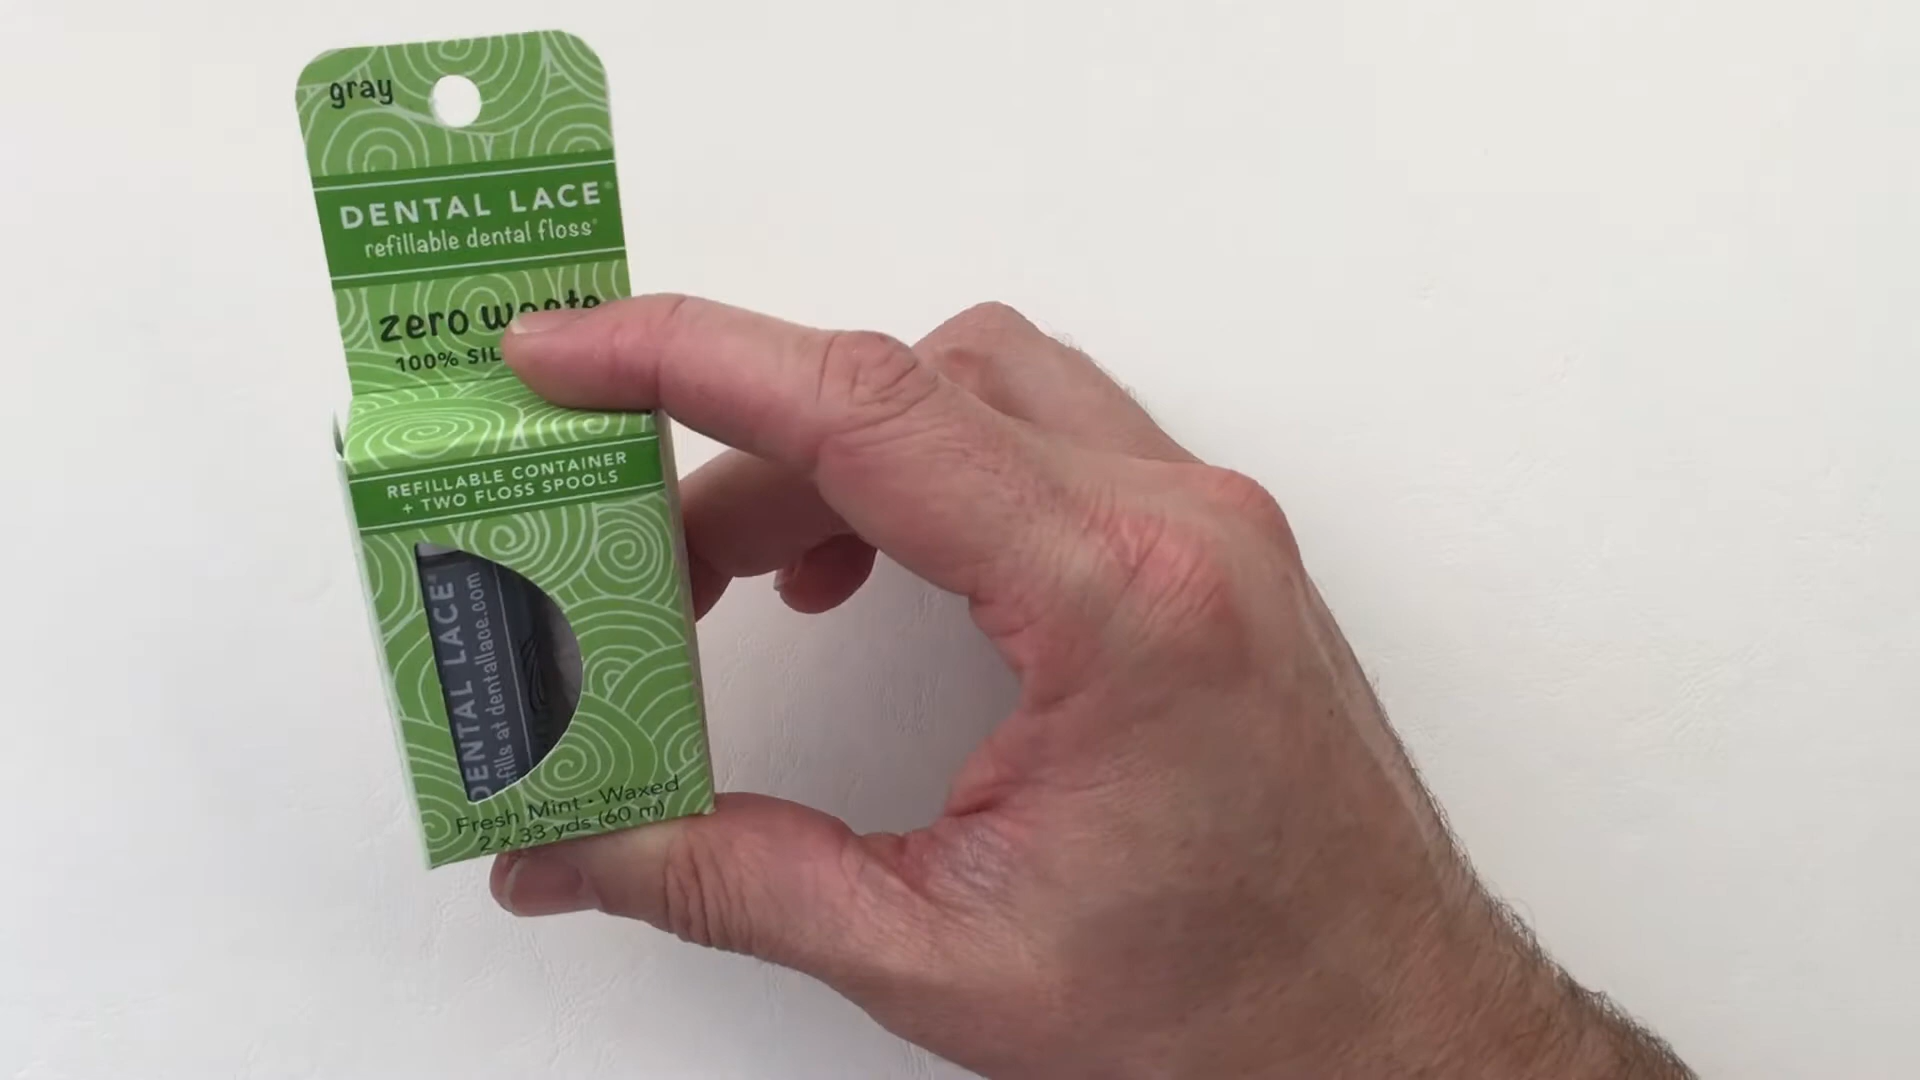 gray
DENTAL LACE®
refillable dental floss®
zero waste
100% SIL
REFILLABLE CONTAINER
+ TWO FLOSS SPOOLS
DENTAL LACE®
efills at dentallace.com
Fresh Mint · Waxed
2 x 33 yds (60 m)